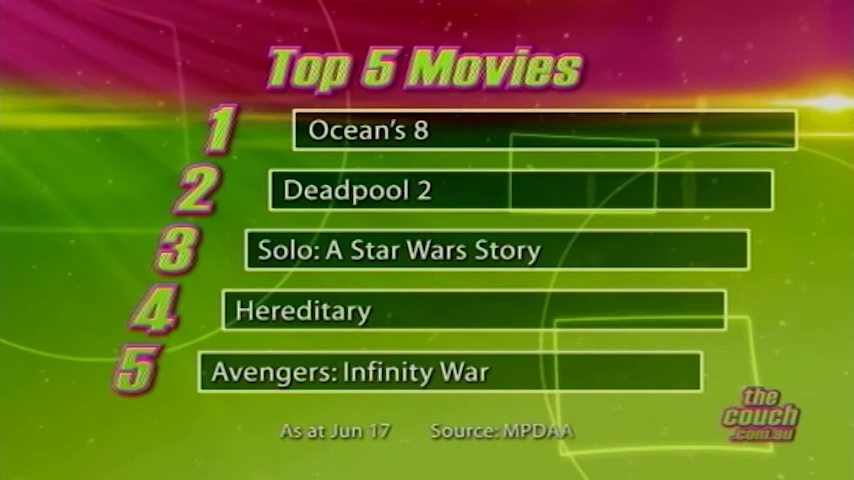 Top 5 Movies
1 Ocean's 8
2 Deadpool 2
3 Solo: A Star Wars Story
4 Hereditary
5 Avengers: Infinity War
As at Jun 17 Source: MPDAA
the
couch
.com.au